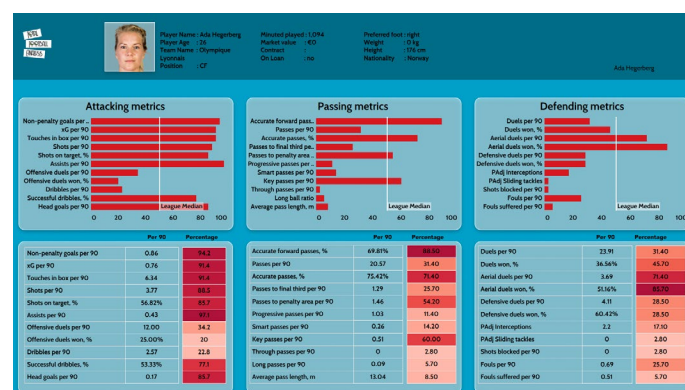 Player Name : Ada Hegerberg
Player Age : 26
Team Name : Olympique
Lyonnais
Position : CF
Minuted played : 1,094
Market value : €0
Contract :
On Loan : no
Preferred foot : right
Weight : 0 kg
Height : 176 cm
Nationality : Norway
Ada Hegerberg
Attacking metrics
Non-penalty goals per ..
xG per 90
Touches in box per 90
Shots per 90
Shots on target, %
Assists per 90
Offensive duels per 90
Offensive duels won, %
Dribbles per 90
Successful dribbles, %
Head goals per 90
League Median
0 20 40 60 80 100
Passing metrics
Accurate forward pass..
Passes per 90
Accurate passes, %
Passes to final third pe..
Passes to penalty area ..
Progressive passes per ..
Smart passes per 90
Key passes per 90
Through passes per 90
Long ball ratio
Average pass length, m
League Median
0 20 40 60 80 100
Defending metrics
Duels per 90
Duels won, %
Aerial duels per 90
Aerial duels won, %
Defensive duels per 90
Defensive duels won, %
PAdj Interceptions
PAdj Sliding tackles
Shots blocked per 90
Fouls per 90
Fouls suffered per 90
League Median
0 20 40 60 80 100
Per 90 Percentage
Non-penalty goals per 90 0.86 94.2
xG per 90 0.76 91.4
Touches in box per 90 6.34 91.4
Shots per 90 3.77 88.5
Shots on target, % 56.82% 85.7
Assists per 90 0.43 97.1
Offensive duels per 90 12.00 34.2
Offensive duels won, % 25.00% 20
Dribbles per 90 2.57 22.8
Successful dribbles, % 53.33% 77.1
Head goals per 90 0.17 85.7
Per 90 Percentage
Accurate forward passes, % 69.81% 88.50
Passes per 90 20.57 31.40
Accurate passes, % 75.42% 71.40
Passes to final third per 90 1.29 25.70
Passes to penalty area per 90 1.46 54.20
Progressive passes per 90 1.03 11.40
Smart passes per 90 0.26 14.20
Key passes per 90 0.51 60.00
Through passes per 90 0 2.80
Long passes per 90 0.09 5.70
Average pass length, m 13.04 8.50
Per 90 Percentage
Duels per 90 23.91 31.40
Duels won, % 36.56% 45.70
Aerial duels per 90 3.69 71.40
Aerial duels won, % 51.16% 85.70
Defensive duels per 90 4.11 28.50
Defensive duels won, % 60.42% 28.50
PAdj Interceptions 2.2 17.10
PAdj Sliding tackles 0 2.80
Shots blocked per 90 0 2.80
Fouls per 90 0.69 25.70
Fouls suffered per 90 0.51 5.70